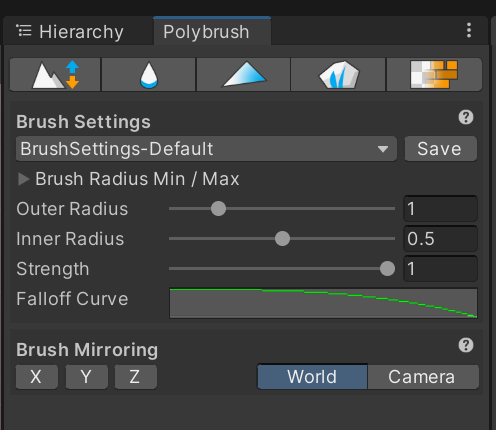 Hierarchy
Polybrush
Brush Settings
BrushSettings-Default
Save
Brush Radius Min / Max
Outer Radius 1
Inner Radius 0.5
Strength 1
Falloff Curve
Brush Mirroring
X Y Z World Camera